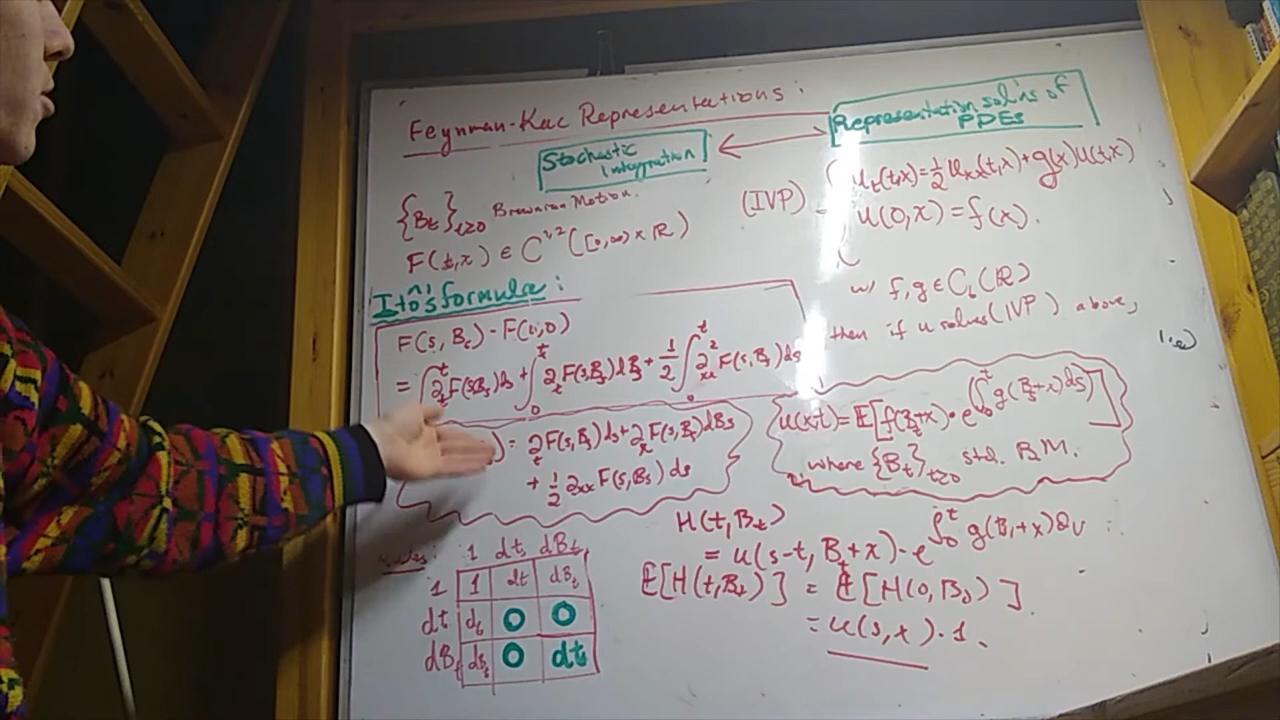 Feynman-Kac Representations:
Stochastic
Integration
Representation sol'ns of
PDEs
{B_t}_{t≥0} Brownian Motion.
F(t,x) ∈ C^{1,2}([0,∞) × ℝ)
(IVP)
u_t(t,x) = ½ u_xx(t,x) + g(x)u(t,x)
u(0,x) = f(x).
w/ f, g ∈ C_b(ℝ)
then if u solves (IVP) above,
i.e)
Itô's formula:
F(s, B_t) - F(0,0)
= ∫^t ∂_t F(s,B_s)ds + ∫_0^t ∂_t F(s,B_s)dB_s + ½ ∫_0^t ∂²_xx F(s,B_s)ds
) = ∂_t F(s,B_s)ds + ∂_x F(s,B_s)dB_s
+ ½ ∂_xx F(s,B_s)ds
u(x,t) = 𝔼[f(B_t+x) · e^{∫_0^t g(B_s+x)ds}]
where {B_t}_{t≥0} std. BM.
Rules: 1 dt dB_t
1 1 dt dB_t
dt dt 0 0
dB_t dB_t 0 dt
H(t,B_t)
= u(s-t, B_t+x) · e^{∫_0^t g(B_v+x)dv}
𝔼[H(t,B_t)] = 𝔼[H(0,B_0)]
= u(s,x) · 1.